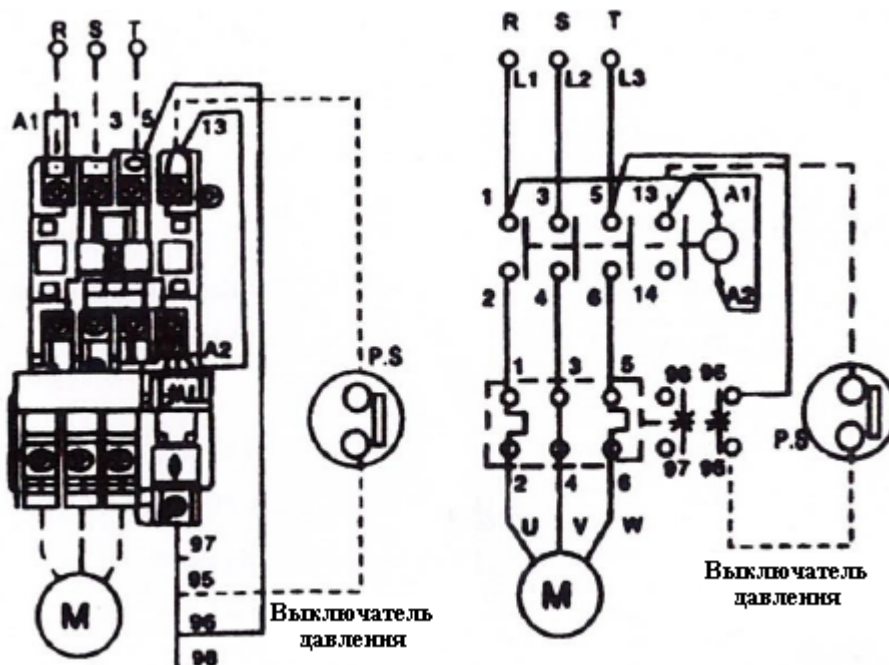 R S T
A1 1 3 5 13
A2
P.S
97
95
96
98
M
Выключатель
давления
R S T
L1 L2 L3
1 3 5 13 A1
2 4 6 14 A2
1 3 5 98 95
P.S
97 96
2 4 6
U V W
M
Выключатель
давления